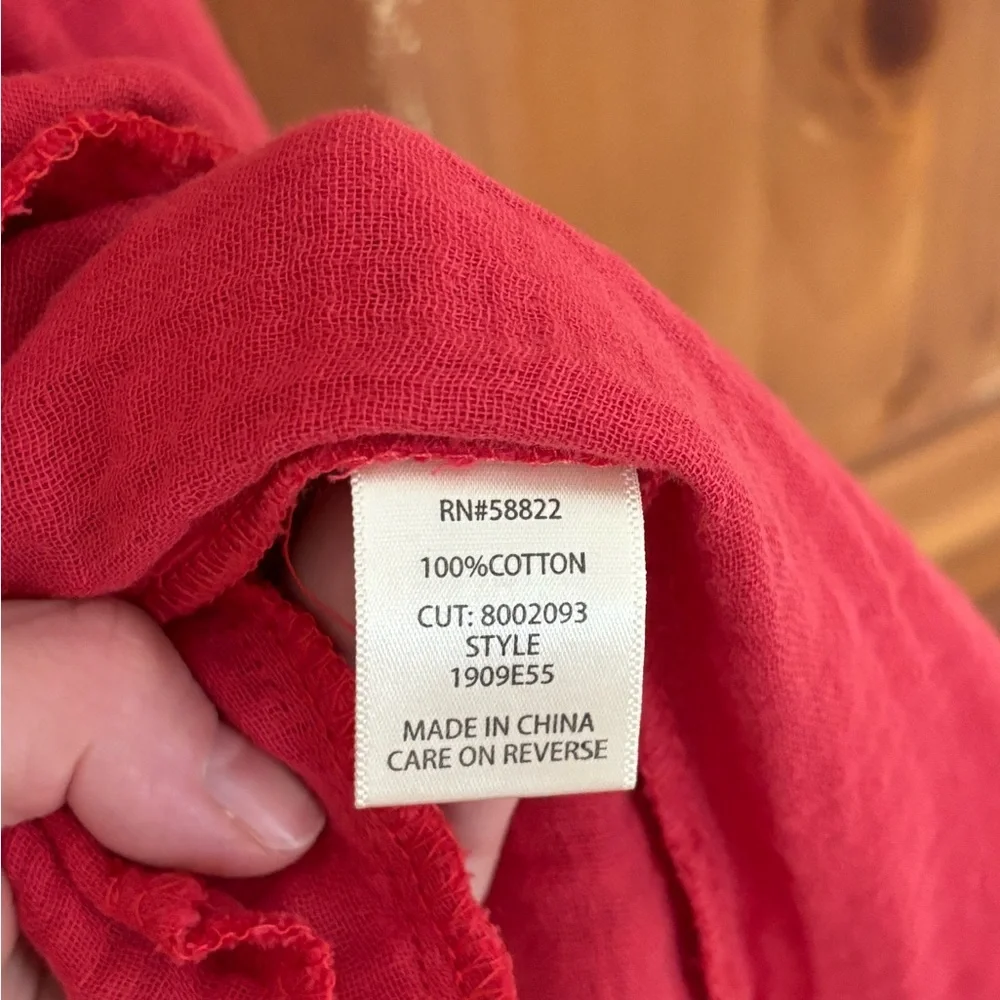 RN#58822
100%COTTON
CUT: 8002093
STYLE
1909E55
MADE IN CHINA
CARE ON REVERSE